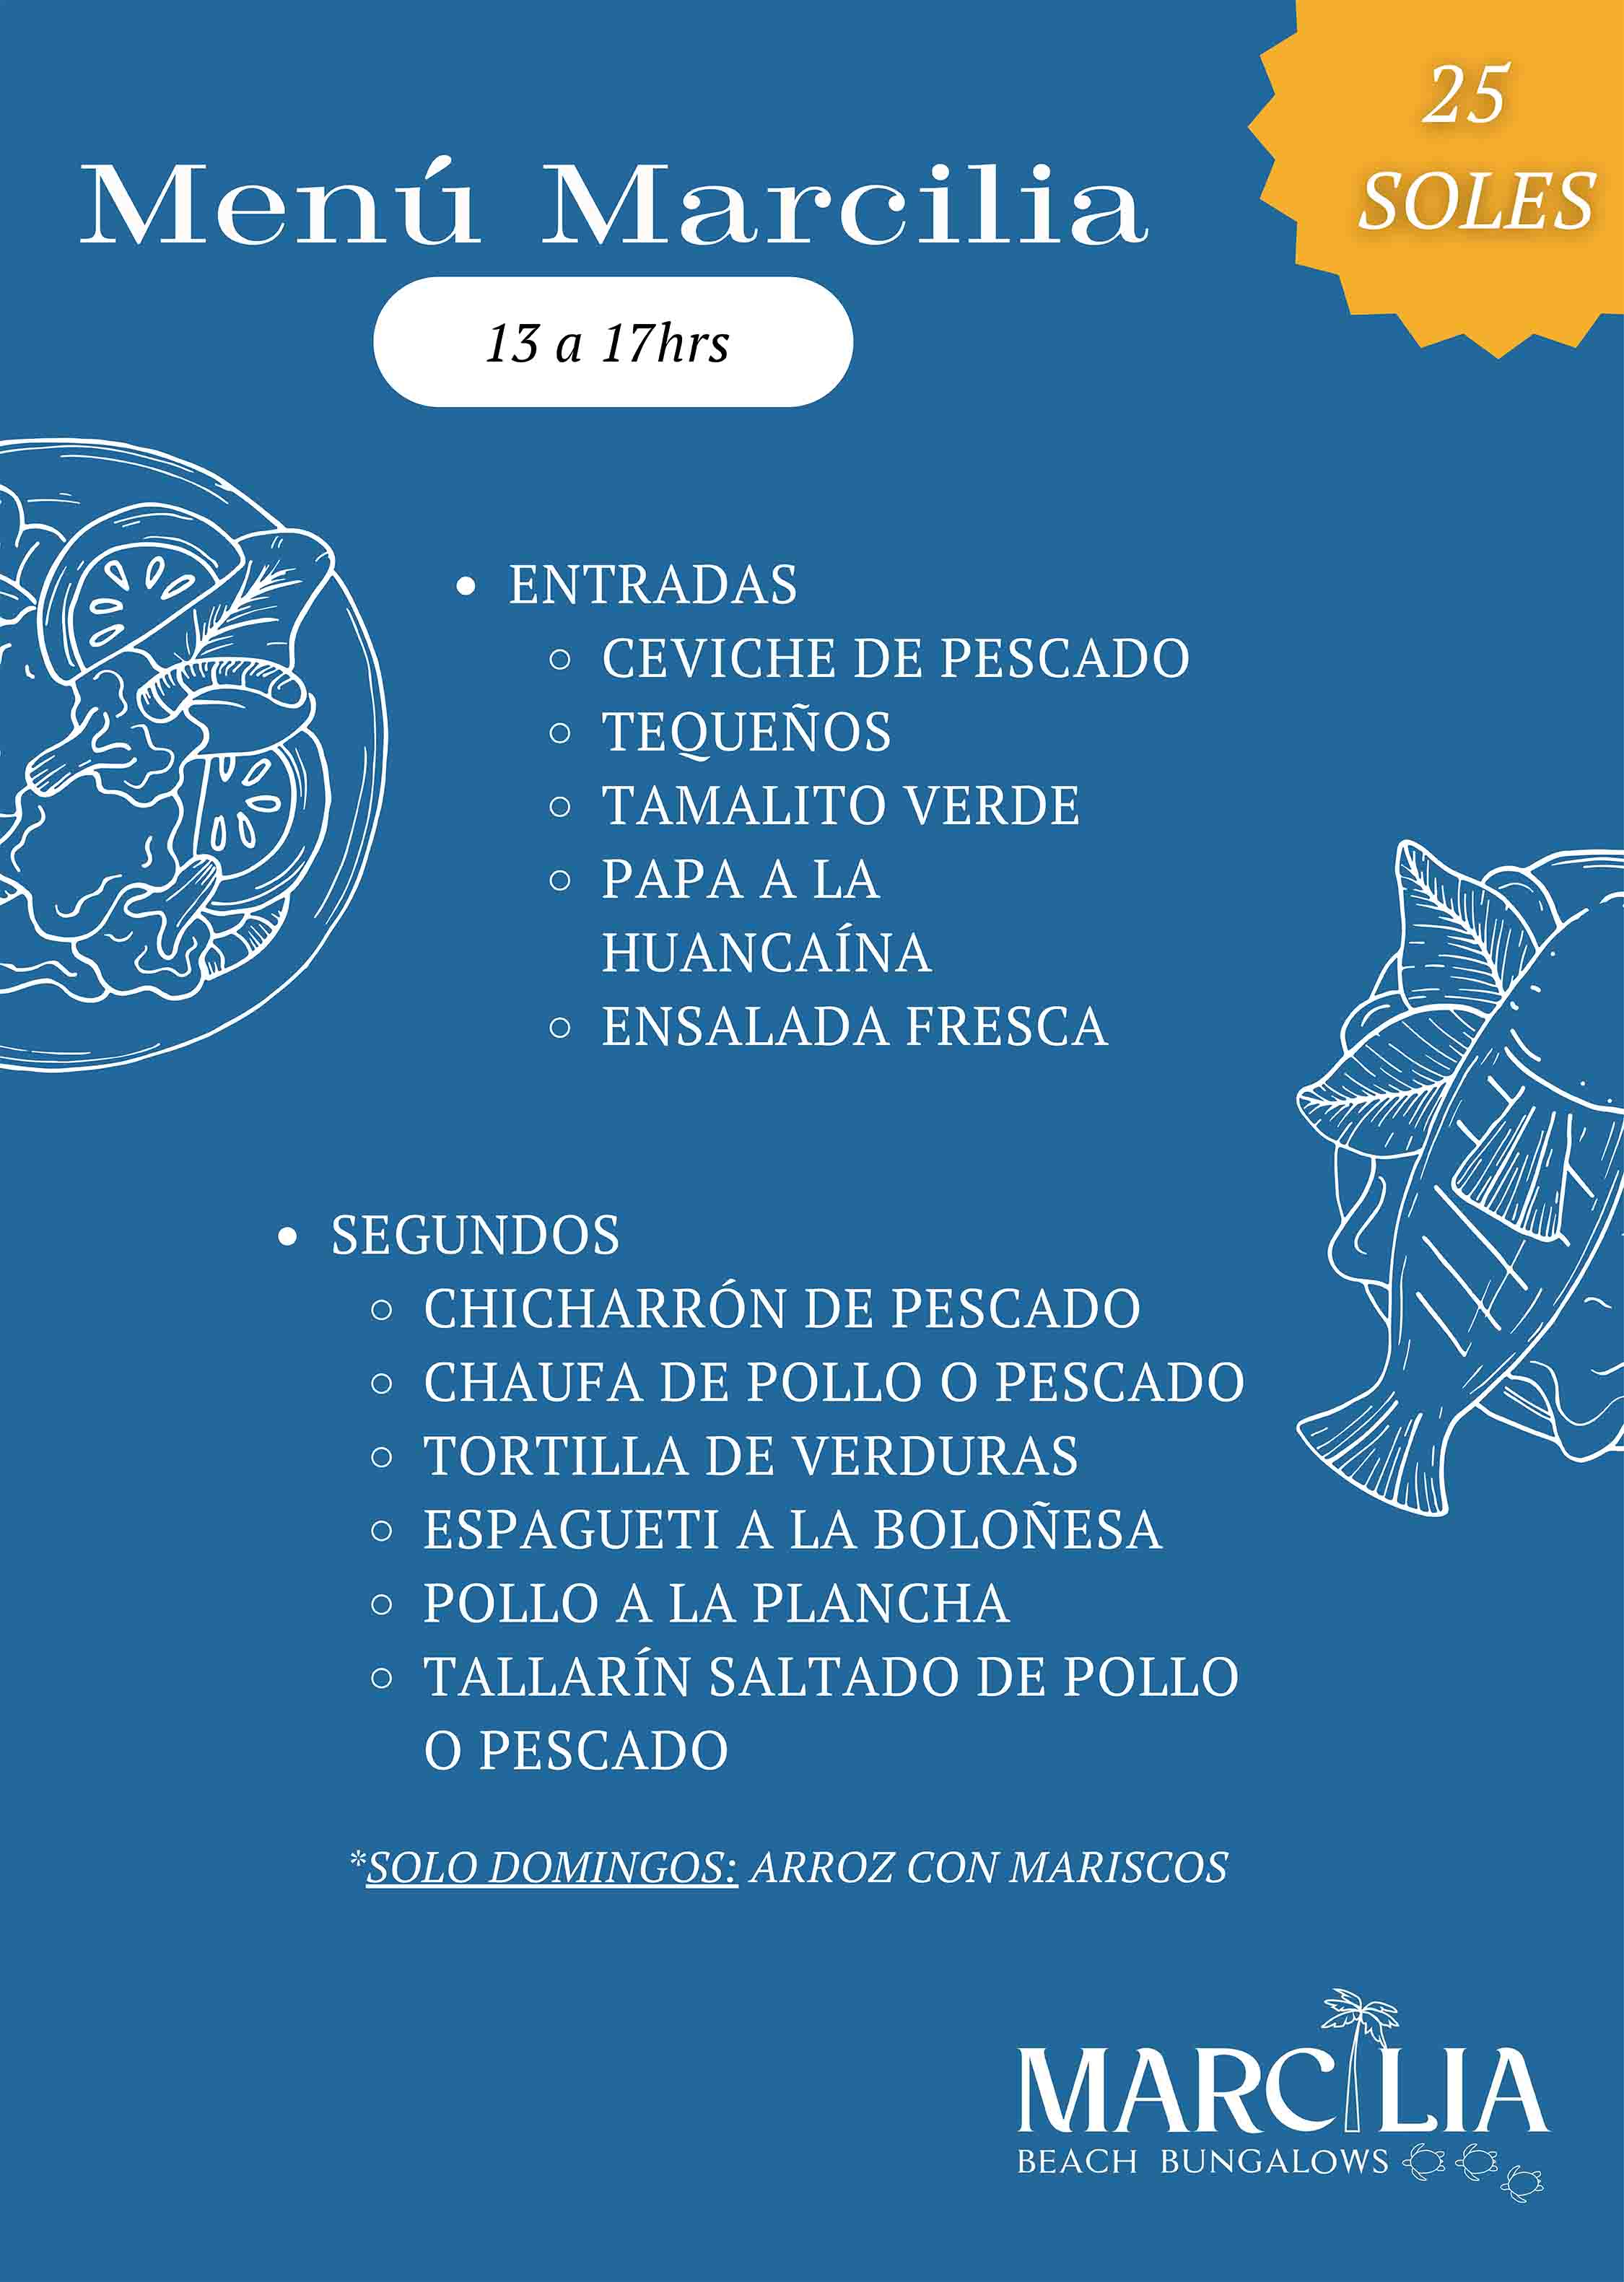 25
SOLES
Menú Marcilia
13 a 17hrs
• ENTRADAS
○ CEVICHE DE PESCADO
○ TEQUEÑOS
○ TAMALITO VERDE
○ PAPA A LA
HUANCAÍNA
○ ENSALADA FRESCA
• SEGUNDOS
○ CHICHARRÓN DE PESCADO
○ CHAUFA DE POLLO O PESCADO
○ TORTILLA DE VERDURAS
○ ESPAGUETI A LA BOLOÑESA
○ POLLO A LA PLANCHA
○ TALLARÍN SALTADO DE POLLO
O PESCADO
*SOLO DOMINGOS: ARROZ CON MARISCOS
MARCILIA
BEACH BUNGALOWS